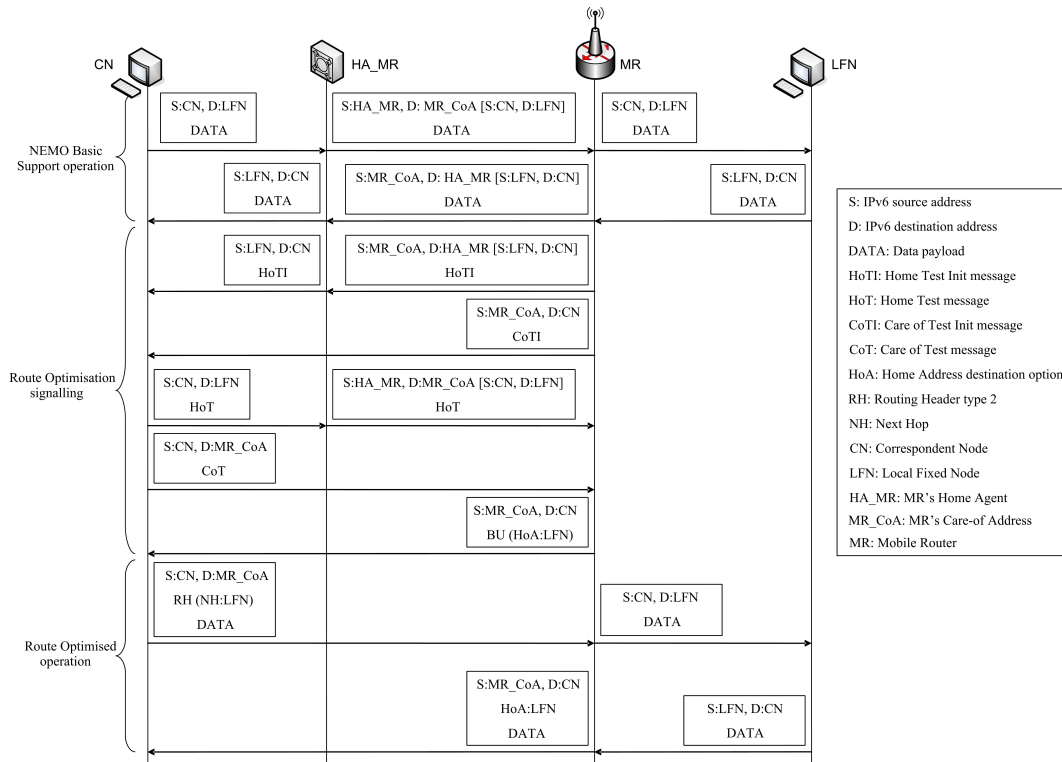 CN
HA_MR
MR
LFN
S:CN, D:LFN
DATA
S:HA_MR, D: MR_CoA [S:CN, D:LFN]
DATA
S:CN, D:LFN
DATA
NEMO Basic
Support operation
S:LFN, D:CN
DATA
S:MR_CoA, D: HA_MR [S:LFN, D:CN]
DATA
S:LFN, D:CN
DATA
S:LFN, D:CN
HoTI
S:MR_CoA, D:HA_MR [S:LFN, D:CN]
HoTI
S:MR_CoA, D:CN
CoTI
Route Optimisation
signalling
S:CN, D:LFN
HoT
S:HA_MR, D:MR_CoA [S:CN, D:LFN]
HoT
S:CN, D:MR_CoA
CoT
S:MR_CoA, D:CN
BU (HoA:LFN)
S:CN, D:MR_CoA
RH (NH:LFN)
DATA
S:CN, D:LFN
DATA
Route Optimised
operation
S:MR_CoA, D:CN
HoA:LFN
DATA
S:LFN, D:CN
DATA
S: IPv6 source address
D: IPv6 destination address
DATA: Data payload
HoTI: Home Test Init message
HoT: Home Test message
CoTI: Care of Test Init message
CoT: Care of Test message
HoA: Home Address destination option
RH: Routing Header type 2
NH: Next Hop
CN: Correspondent Node
LFN: Local Fixed Node
HA_MR: MR's Home Agent
MR_CoA: MR's Care-of Address
MR: Mobile Router